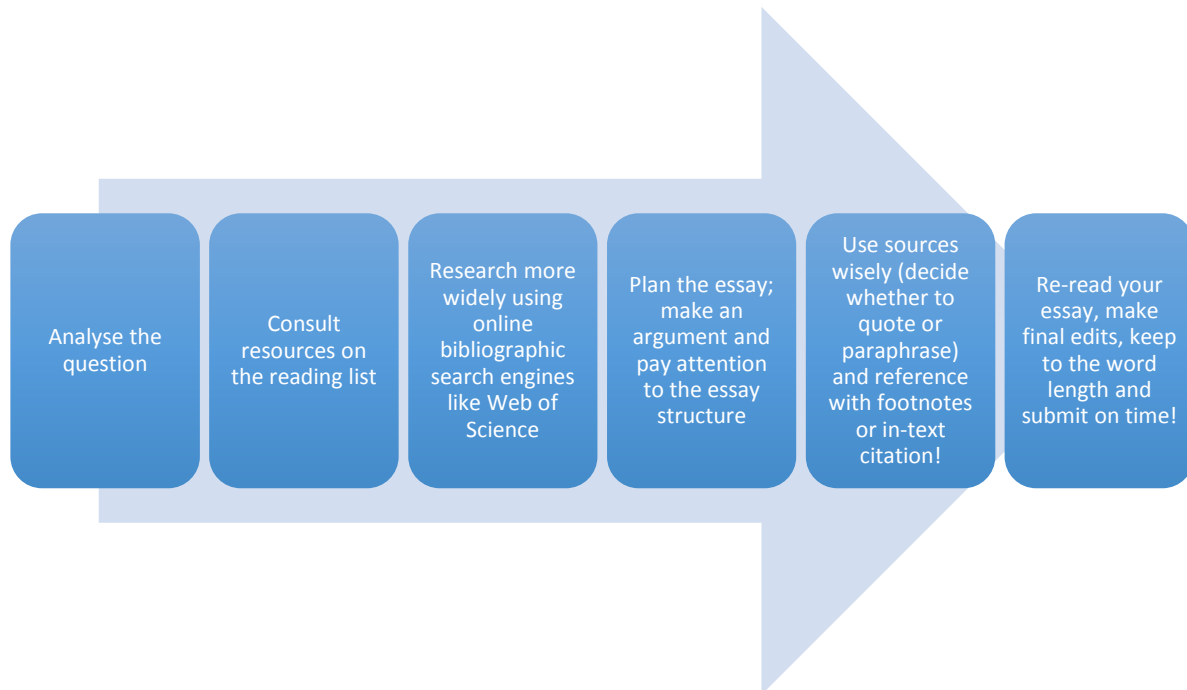 Analyse the
question
Consult
resources on
the reading list
Research more
widely using
online
bibliographic
search engines
like Web of
Science
Plan the essay;
make an
argument and
pay attention
to the essay
structure
Use sources
wisely (decide
whether to
quote or
paraphrase)
and reference
with footnotes
or in-text
citation!
Re-read your
essay, make
final edits, keep
to the word
length and
submit on time!